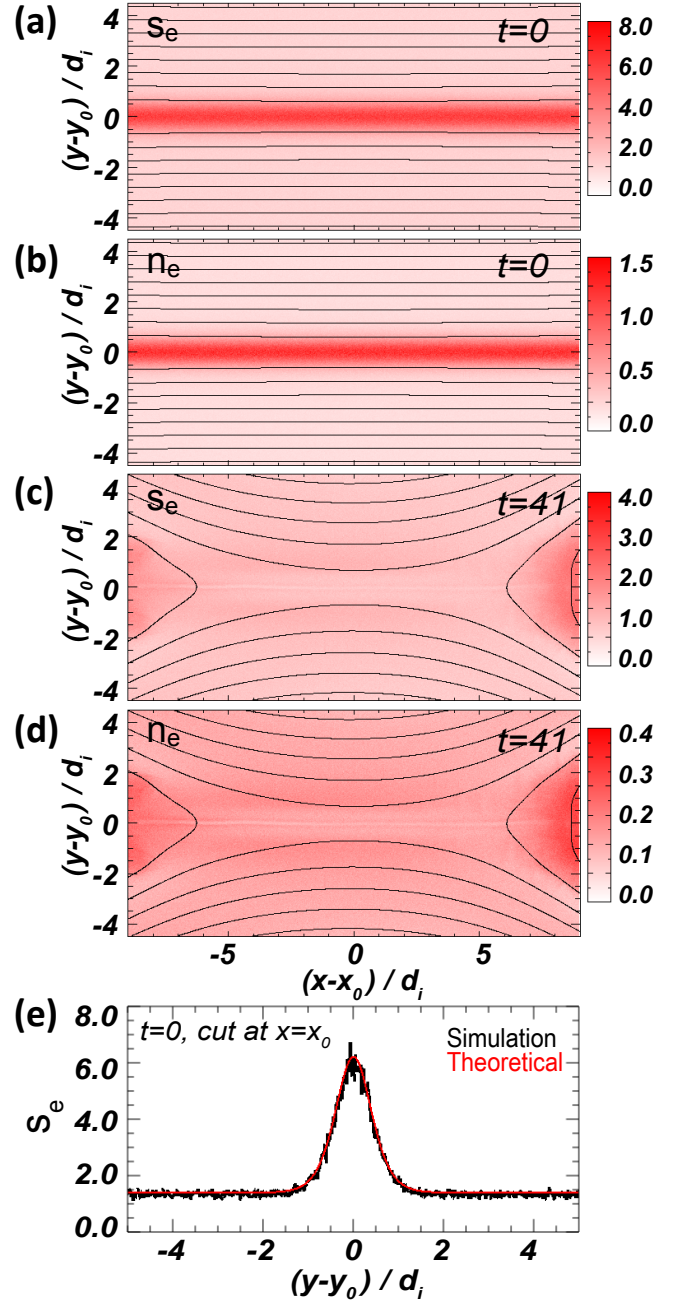 (a)
s_e
t=0
(y-y_0) / d_i
4
2
0
-2
-4
8.0
6.0
4.0
2.0
0.0
(b)
n_e
t=0
(y-y_0) / d_i
4
2
0
-2
-4
1.5
1.0
0.5
0.0
(c)
s_e
t=41
(y-y_0) / d_i
4
2
0
-2
-4
4.0
3.0
2.0
1.0
0.0
(d)
n_e
t=41
(y-y_0) / d_i
4
2
0
-2
-4
0.4
0.3
0.2
0.1
0.0
-5 0 5
(x-x_0) / d_i
(e)
t=0, cut at x=x_0
Simulation
Theoretical
s_e
8.0
6.0
4.0
2.0
0.0
-4 -2 0 2 4
(y-y_0) / d_i